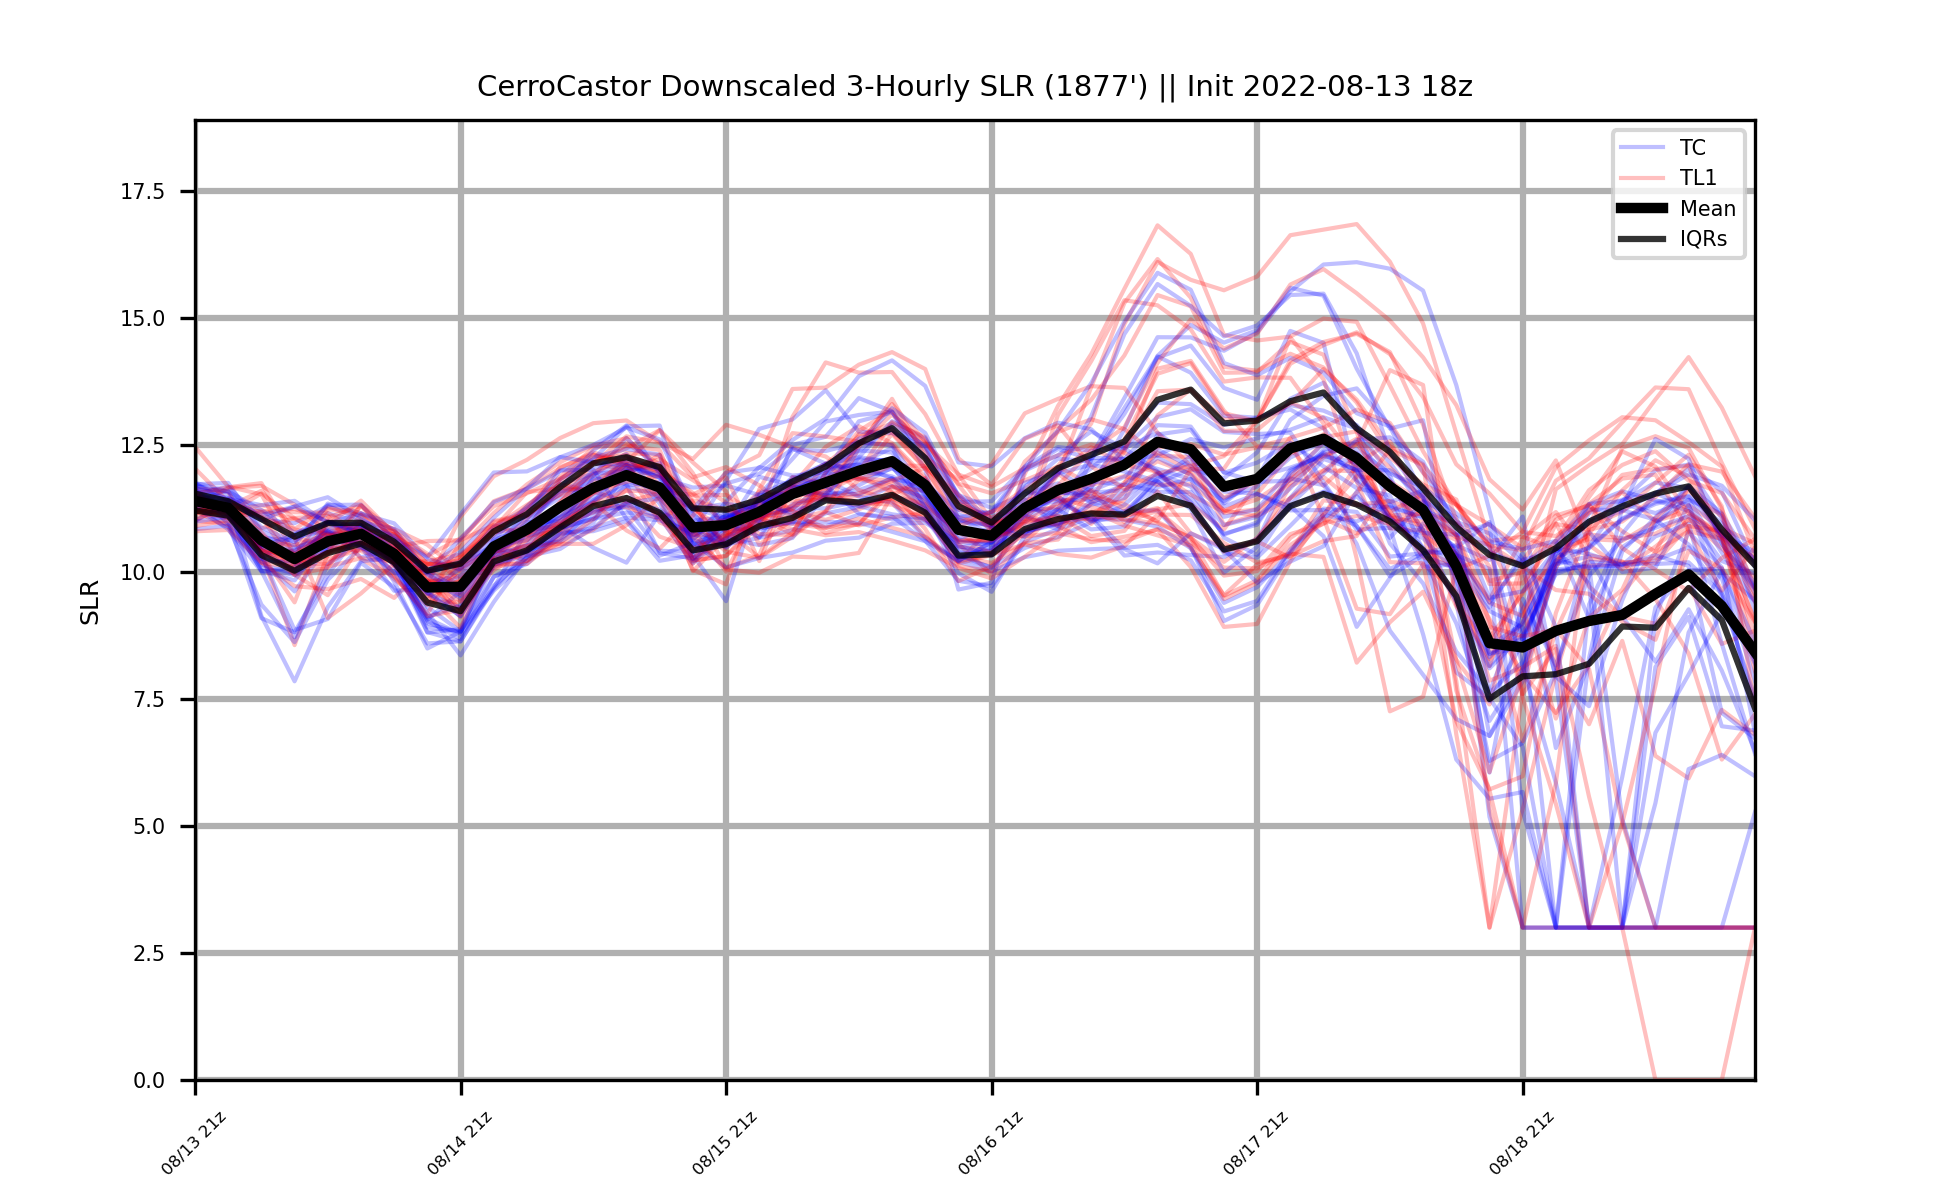 CerroCastor Downscaled 3-Hourly SLR (1877') || Init 2022-08-13 18z
TC
TL1
Mean
IQRs
SLR
17.5
15.0
12.5
10.0
7.5
5.0
2.5
0.0
08/13 21z
08/14 21z
08/15 21z
08/16 21z
08/17 21z
08/18 21z